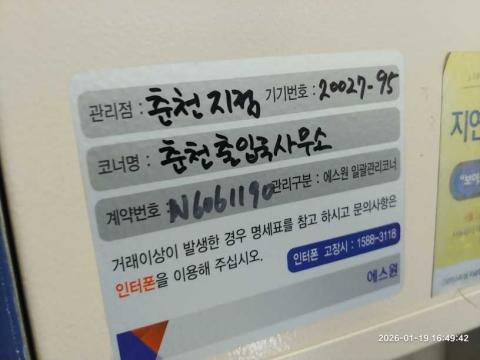 관리점 : 춘천지점 기기번호 : 20027-95
코너명 : 춘천출입국사무소
계약번호 N6061190 관리구분 : 에스원 일괄관리코너
거래이상이 발생한 경우 명세표를 참고 하시고 문의사항은
인터폰을 이용해 주십시오.
인터폰 고장시 : 1588-3118
에스원
지연
2026-01-19 16:49:42